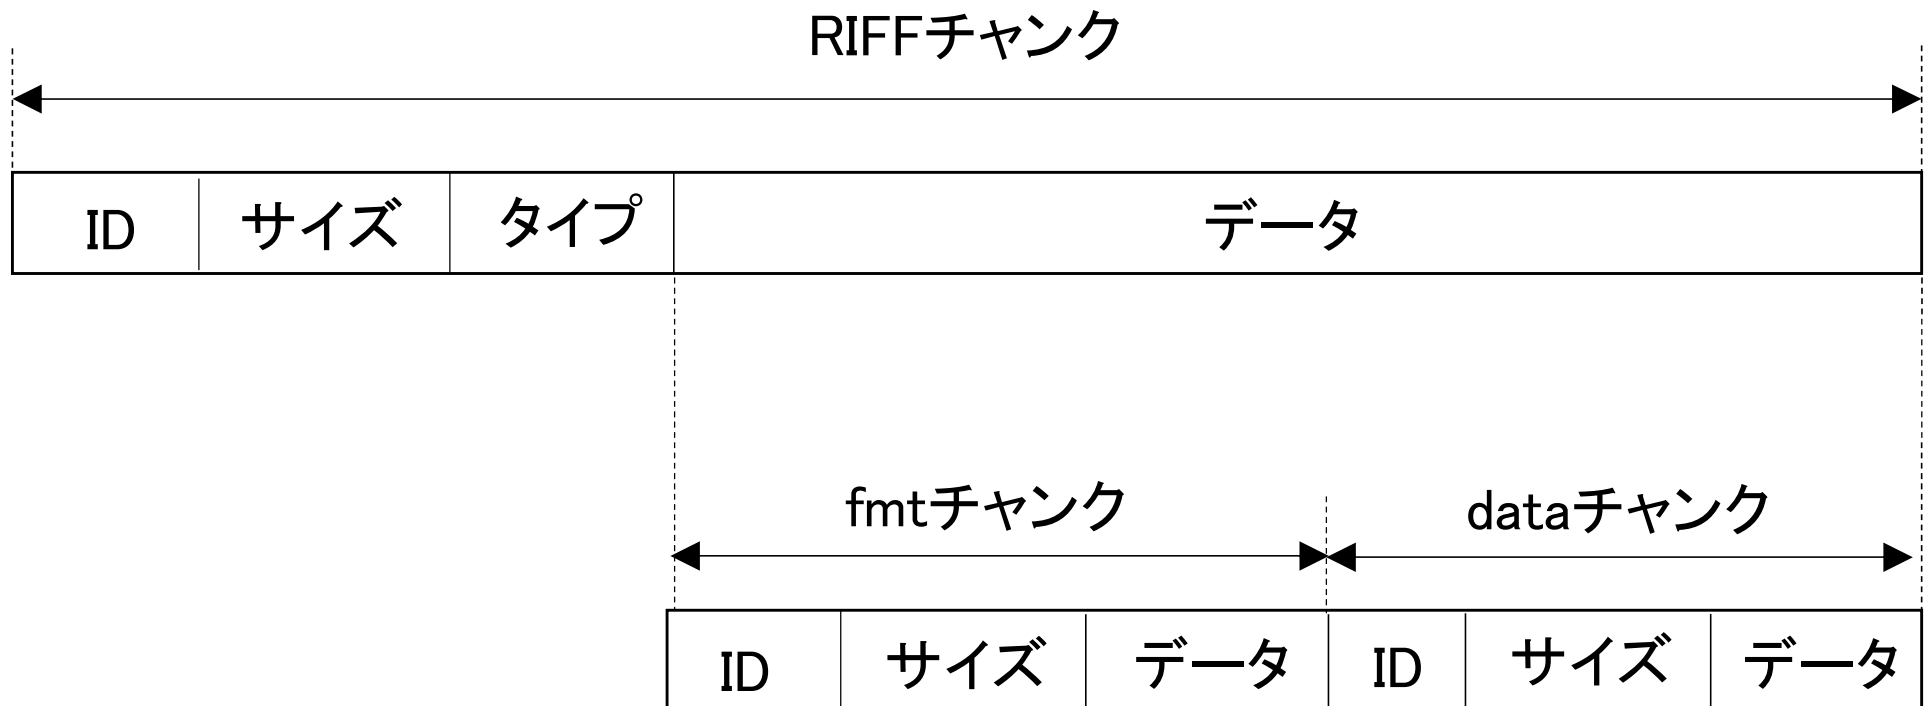 RIFFチャンク
ID サイズ タイプ データ
fmtチャンク dataチャンク
ID サイズ データ ID サイズ データ